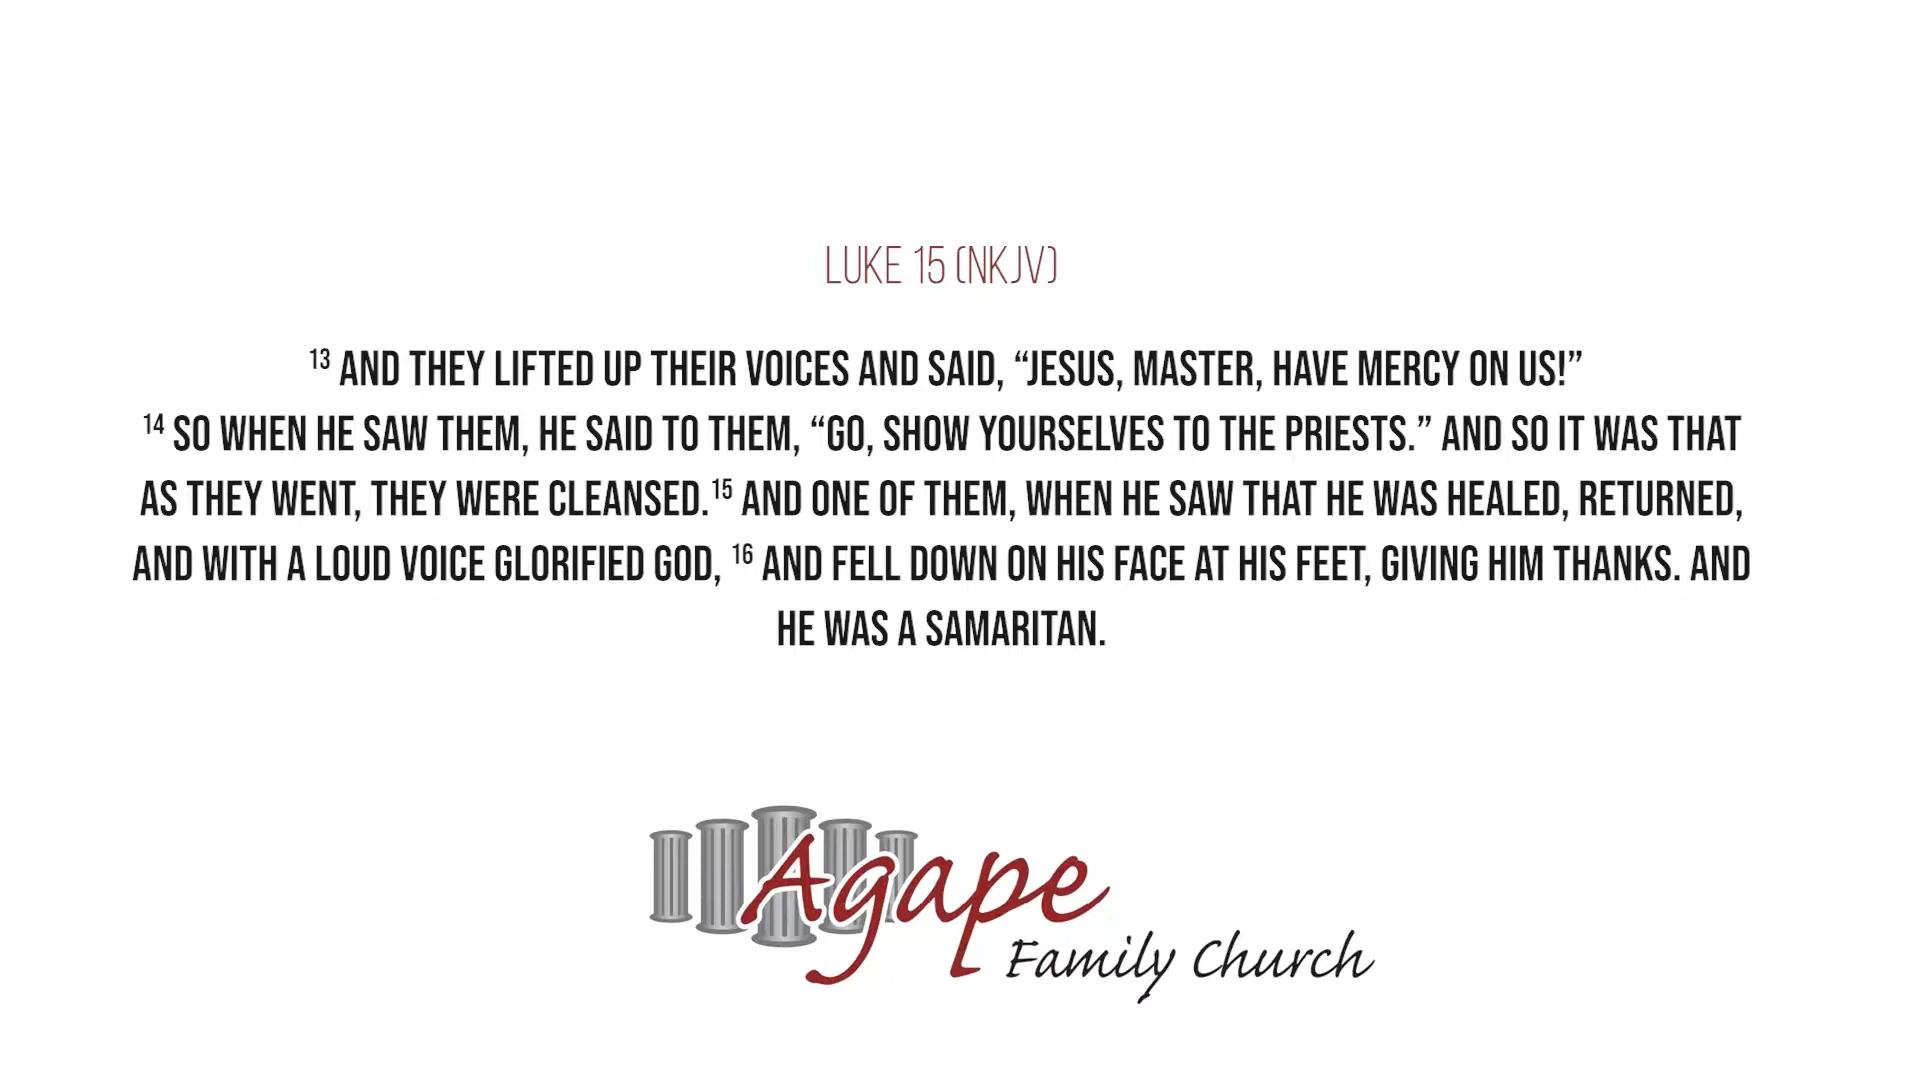 LUKE 15 (NKJV)
13 AND THEY LIFTED UP THEIR VOICES AND SAID, “JESUS, MASTER, HAVE MERCY ON US!”
14 SO WHEN HE SAW THEM, HE SAID TO THEM, “GO, SHOW YOURSELVES TO THE PRIESTS.” AND SO IT WAS THAT
AS THEY WENT, THEY WERE CLEANSED.15 AND ONE OF THEM, WHEN HE SAW THAT HE WAS HEALED, RETURNED,
AND WITH A LOUD VOICE GLORIFIED GOD, 16 AND FELL DOWN ON HIS FACE AT HIS FEET, GIVING HIM THANKS. AND
HE WAS A SAMARITAN.
Agape
Family Church